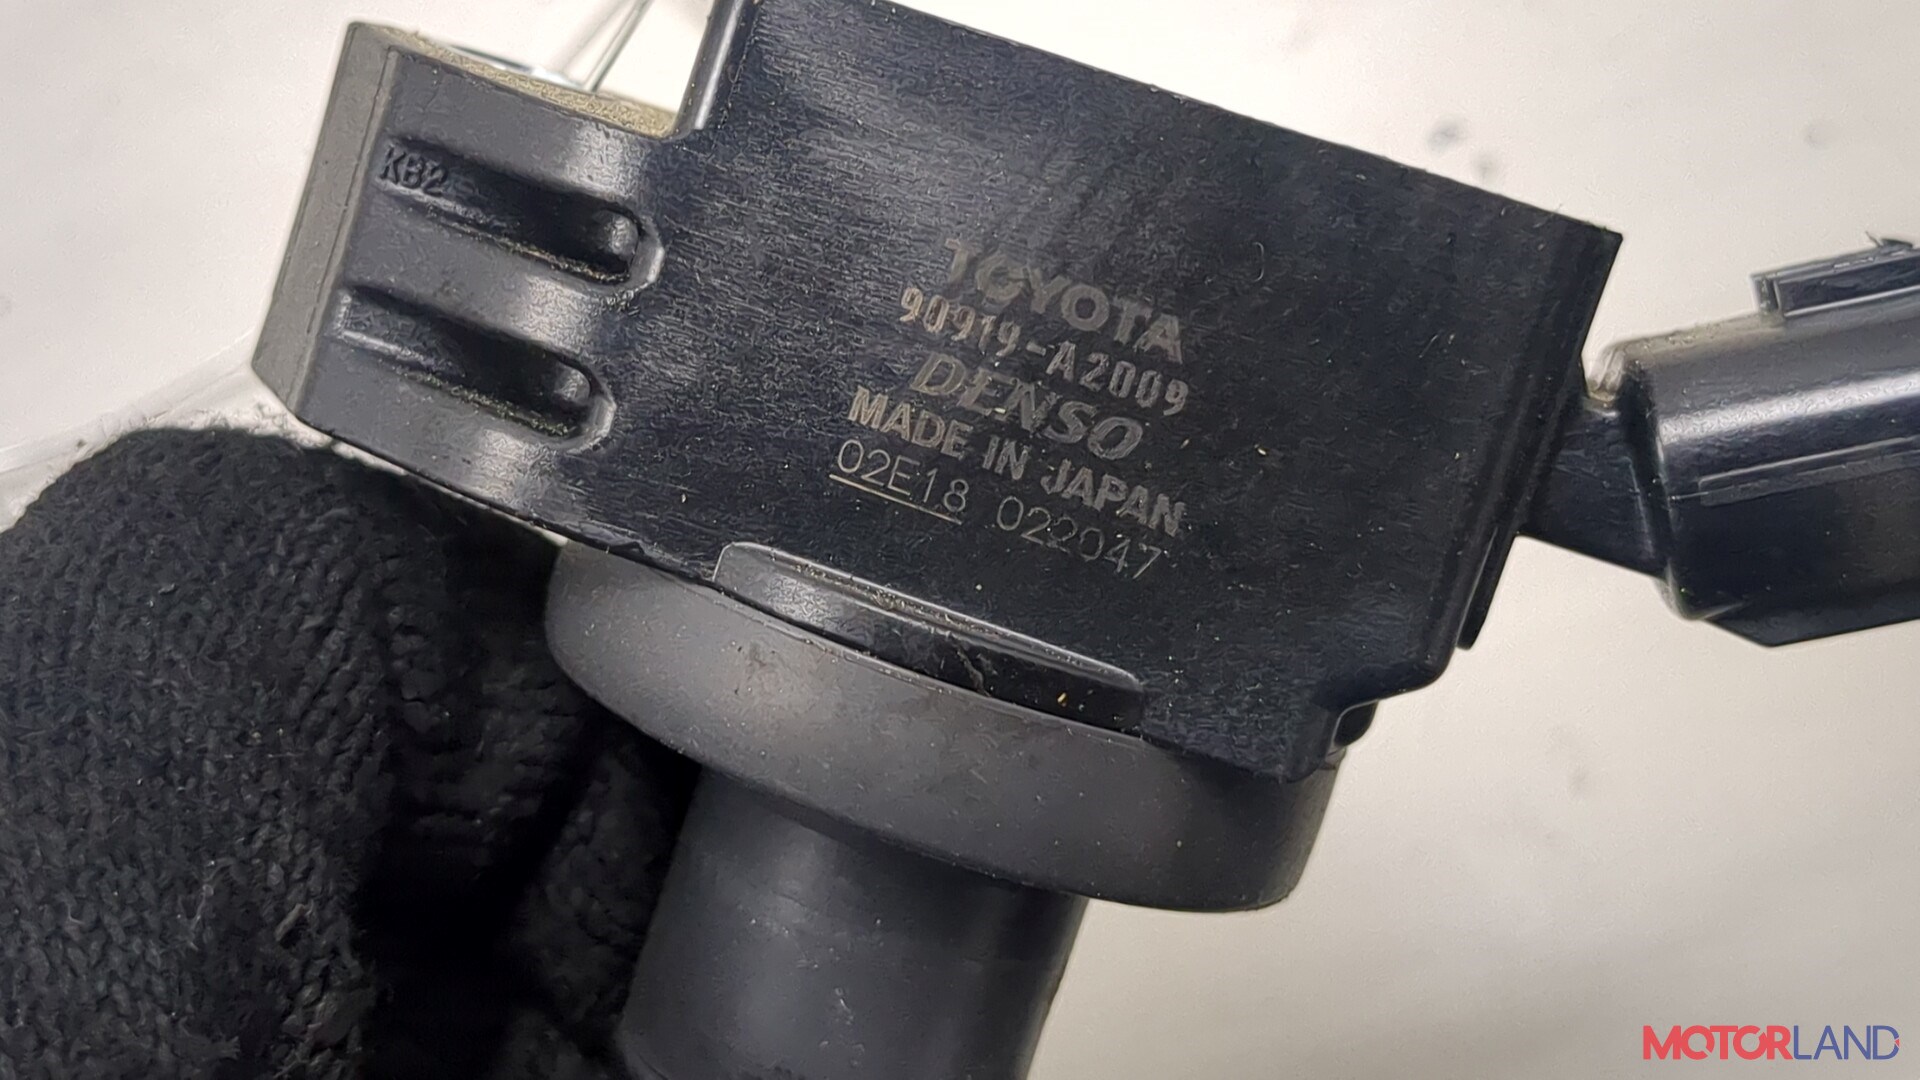 KB2
TOYOTA
90919-A2009
DENSO
MADE IN JAPAN
02E18 022047
MOTORLAND